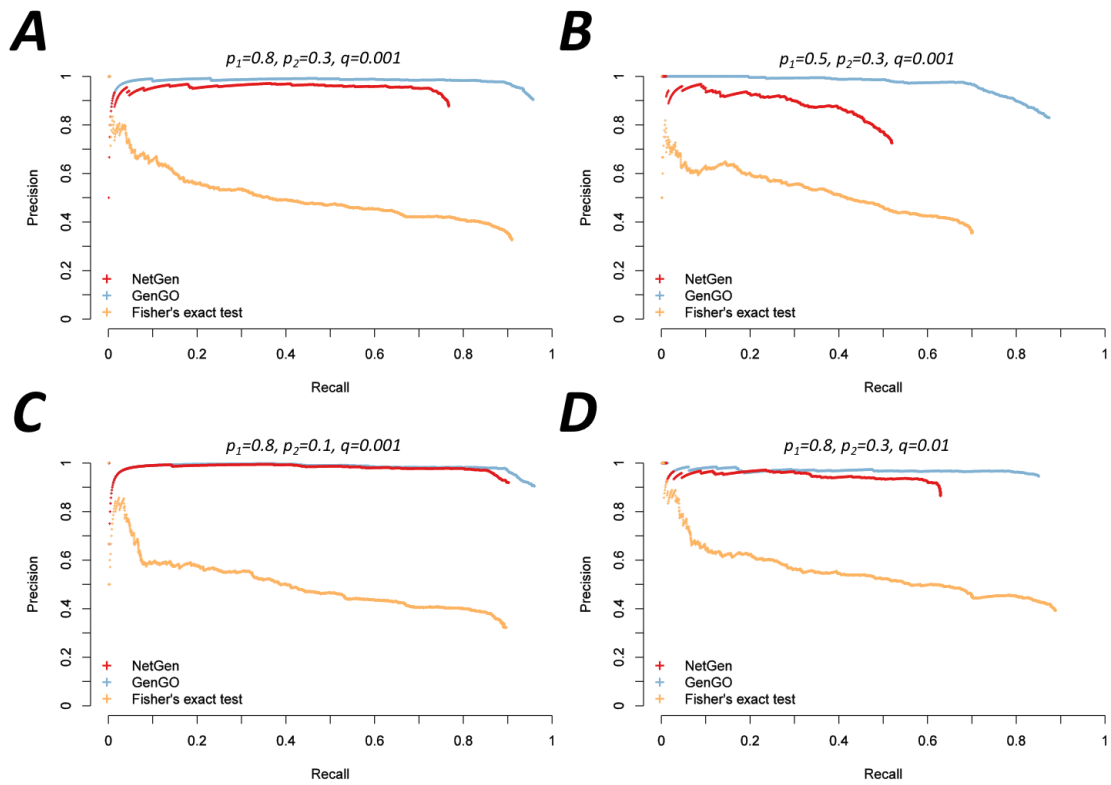 A
p1=0.8, p2=0.3, q=0.001
Precision
0
0.2
0.4
0.6
0.8
1
NetGen
GenGO
Fisher's exact test
0
0.2
0.4
0.6
0.8
1
Recall
B
p1=0.5, p2=0.3, q=0.001
Precision
0
0.2
0.4
0.6
0.8
1
NetGen
GenGO
Fisher's exact test
0
0.2
0.4
0.6
0.8
1
Recall
C
p1=0.8, p2=0.1, q=0.001
Precision
0
0.2
0.4
0.6
0.8
1
NetGen
GenGO
Fisher's exact test
0
0.2
0.4
0.6
0.8
1
Recall
D
p1=0.8, p2=0.3, q=0.01
Precision
0
0.2
0.4
0.6
0.8
1
NetGen
GenGO
Fisher's exact test
0
0.2
0.4
0.6
0.8
1
Recall